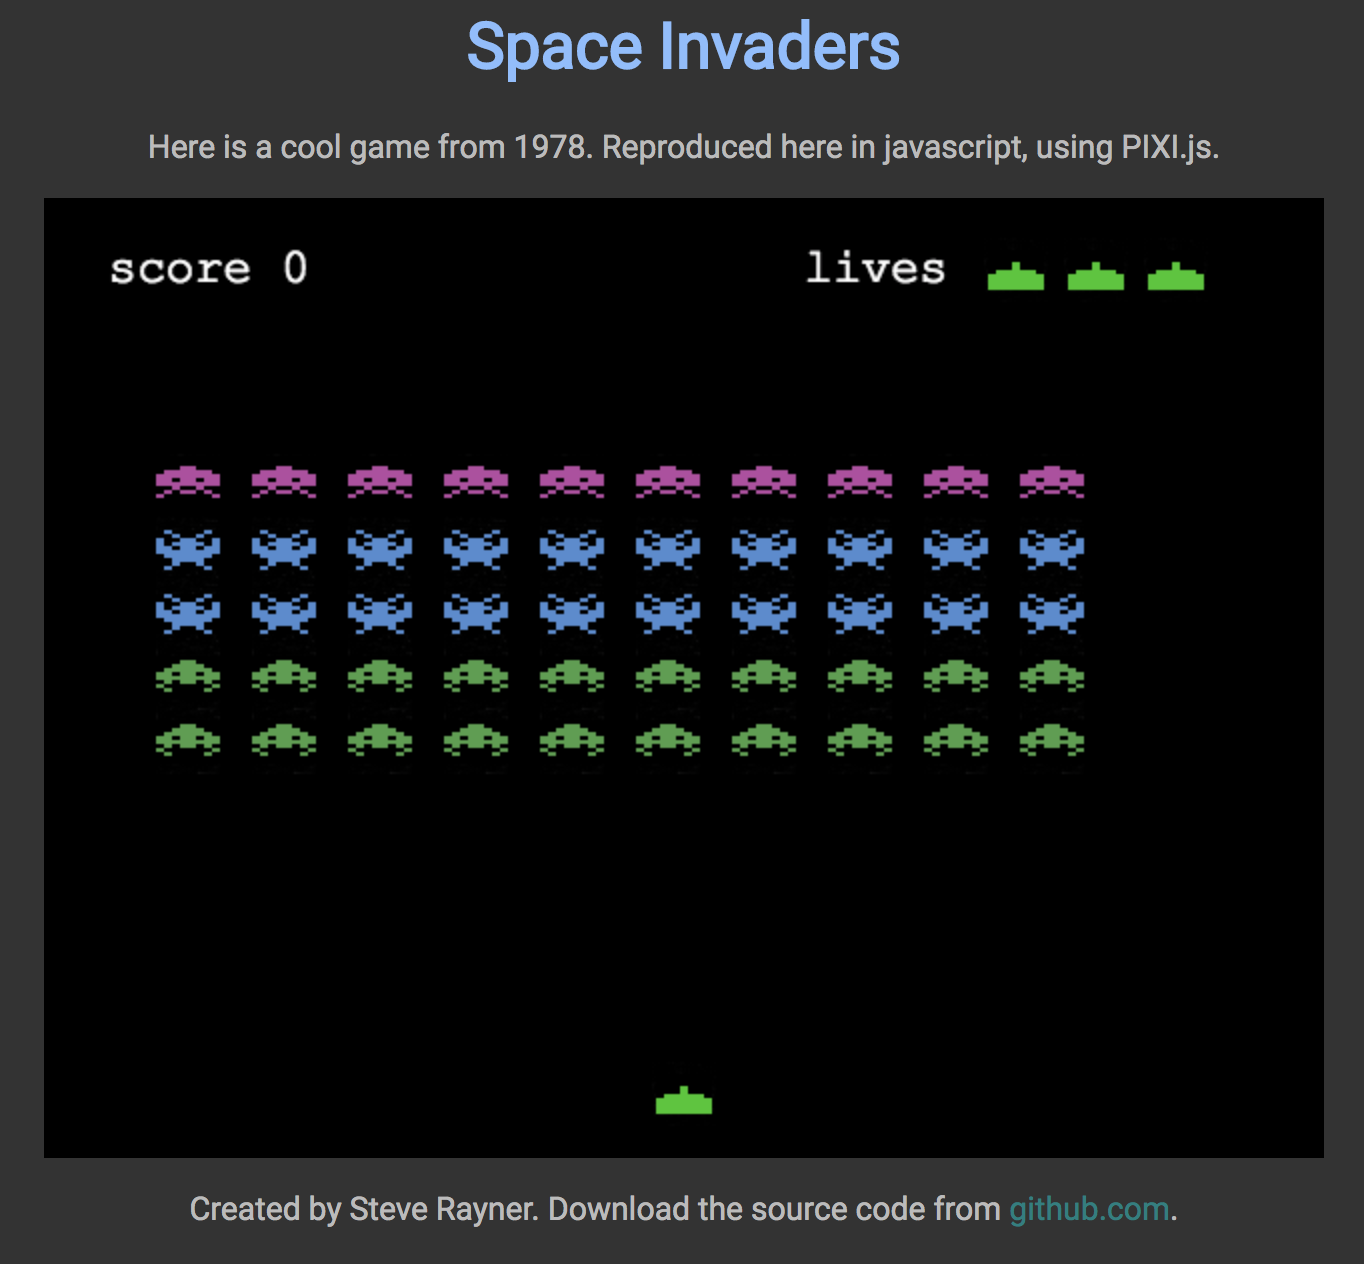 Space Invaders
Here is a cool game from 1978. Reproduced here in javascript, using PIXI.js.
score 0 lives
Created by Steve Rayner. Download the source code from github.com.